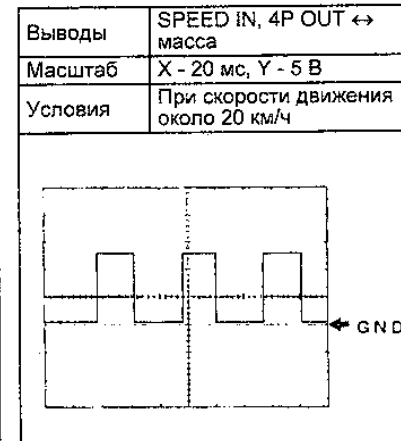 Выводы
SPEED IN, 4P OUT ↔
масса
Масштаб
X - 20 мс, Y - 5 В
Условия
При скорости движения
около 20 км/ч
GND